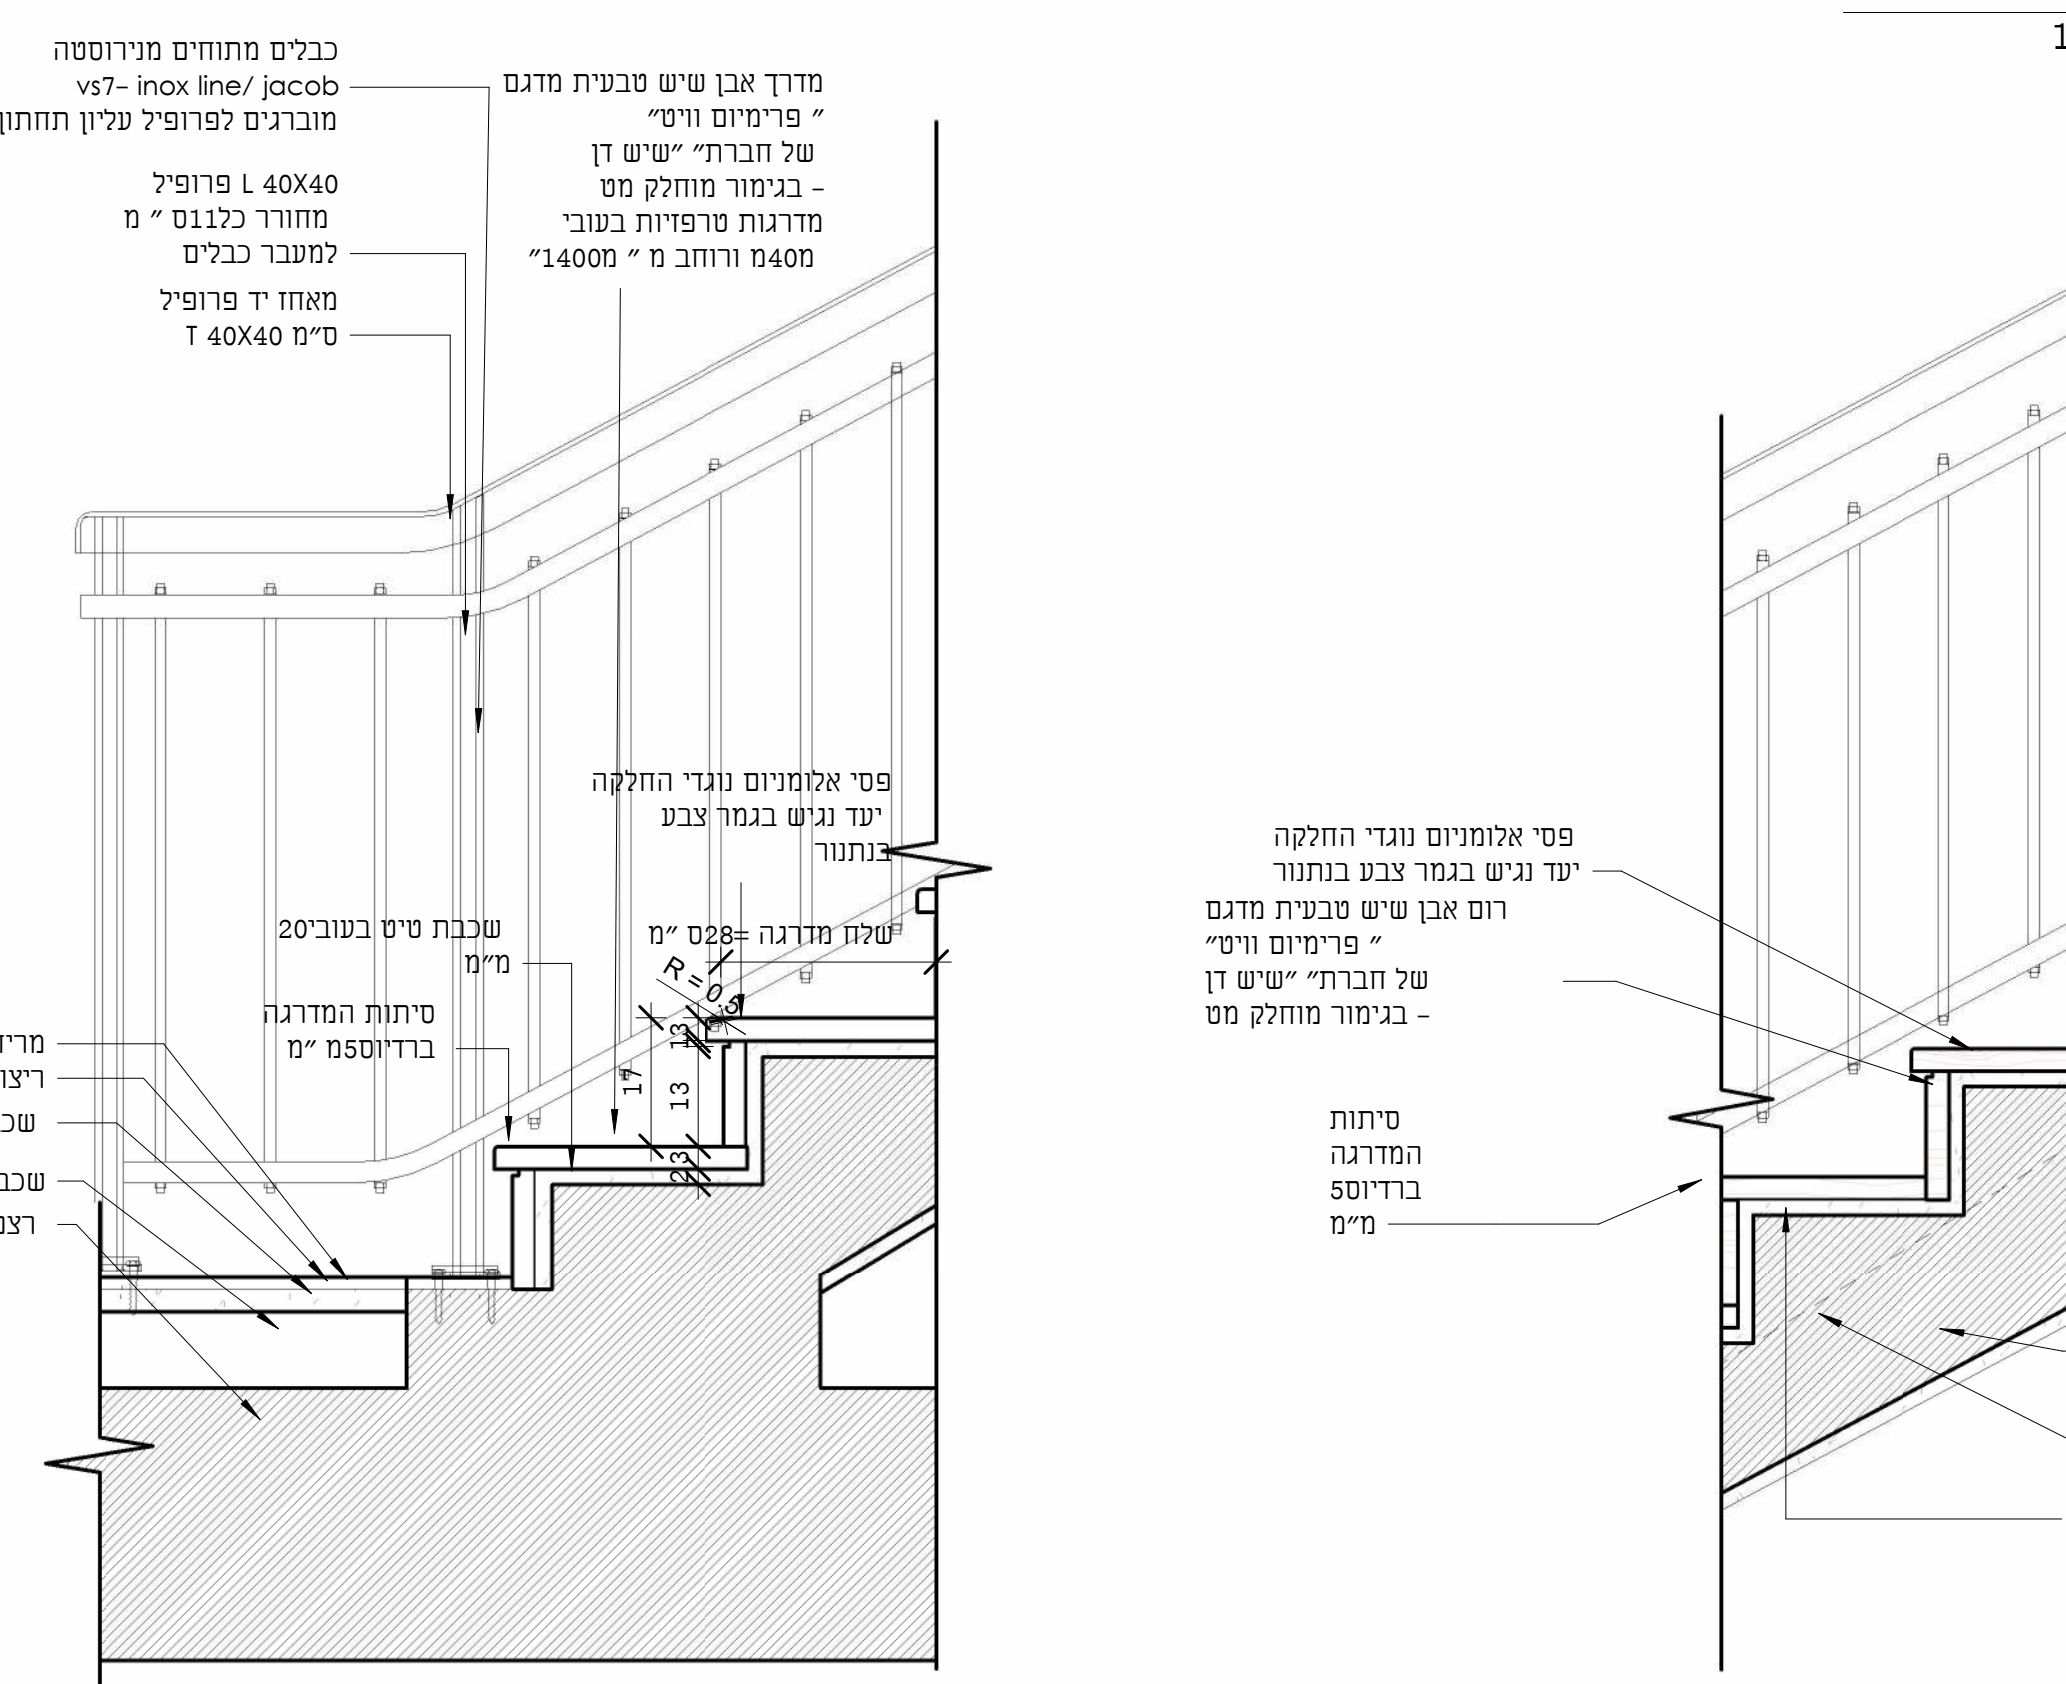 כבלים מתוחים מנירוסטה
vs7- inox line/ jacob
מוברגים לפרופיל עליון תחתון
L 40X40 פרופיל
מחורר כל11ס ״ מ
למעבר כבלים
מאחז יד פרופיל
ס״מ T 40X40
מדרך אבן שיש טבעית מדגם
״ פרימיום וויט״
של חברת״ ״שיש דן
- בגימור מוחלק מט
מדרגות טרפזיות בעובי
מ40מ ורוחב מ ״ מ1400״
פסי אלומניום נוגדי החלקה
יעד נגיש בגמר צבע
בנתנור
שלח מדרגה =28ס ״מ
R = 0.5
שכבת טיט בעובי20
מ״מ
סיתות המדרגה
ברדיוס5מ ״מ
13
17
13
3
2
1
פסי אלומניום נוגדי החלקה
יעד נגיש בגמר צבע בנתנור
רום אבן שיש טבעית מדגם
״ פרימיום וויט״
של חברת״ ״שיש דן
- בגימור מוחלק מט
סיתות
המדרגה
ברדיוס5
מ״מ